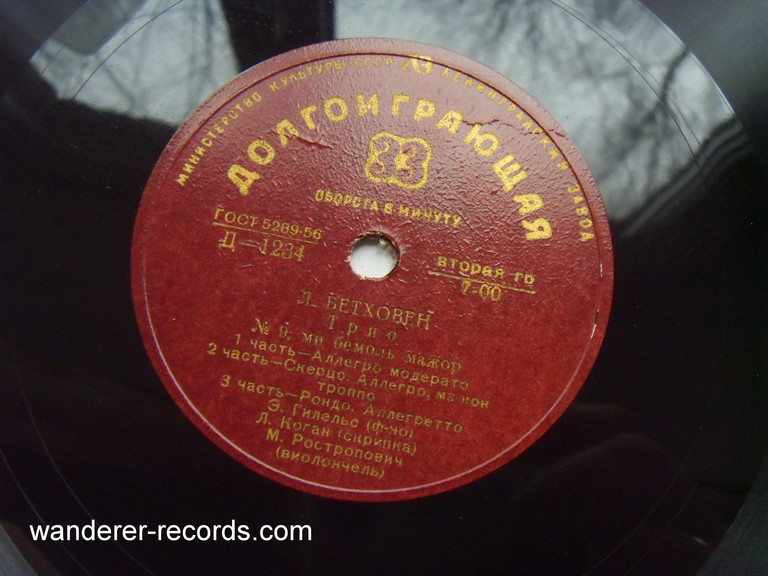 МИНИСТЕРСТВО КУЛЬТУРЫ СССР ЛЗ ЛЕНИНГРАДСКИЙ ЗАВОД
ДОЛГОИГРАЮЩАЯ
33
ОБОРОТА В МИНУТУ
ГОСТ 5289-56
Д—1234
вторая гр
7-00
Л. БЕТХОВЕН
Трио
№ 9, ми бемоль мажор
1 часть—Аллегро модерато
2 часть—Скерцо. Аллегро, ма нон
троппо
3 часть—Рондо. Аллегретто
Э. Гилельс (ф-но)
Л. Коган (скрипка)
М. Ростропович
(виолончель)
wanderer-records.com